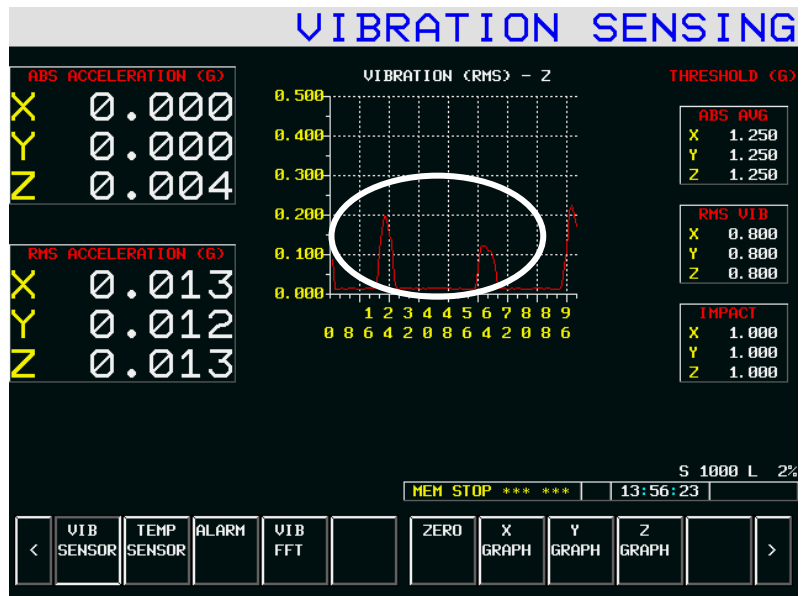 VIBRATION SENSING
ABS ACCELERATION (G)
X 0.000
Y 0.000
Z 0.004
RMS ACCELERATION (G)
X 0.013
Y 0.012
Z 0.013
VIBRATION (RMS) - Z
0.500
0.400
0.300
0.200
0.100
0.000
1 2 3 4 4 5 6 7 8 8 9
0 8 6 4 2 0 8 6 4 2 0 8 6
THRESHOLD (G)
ABS AVG
X 1.250
Y 1.250
Z 1.250
RMS VIB
X 0.800
Y 0.800
Z 0.800
IMPACT
X 1.000
Y 1.000
Z 1.000
S 1000 L 2%
MEM STOP *** *** 13:56:23
< VIB SENSOR TEMP SENSOR ALARM VIB FFT ZERO X GRAPH Y GRAPH Z GRAPH >